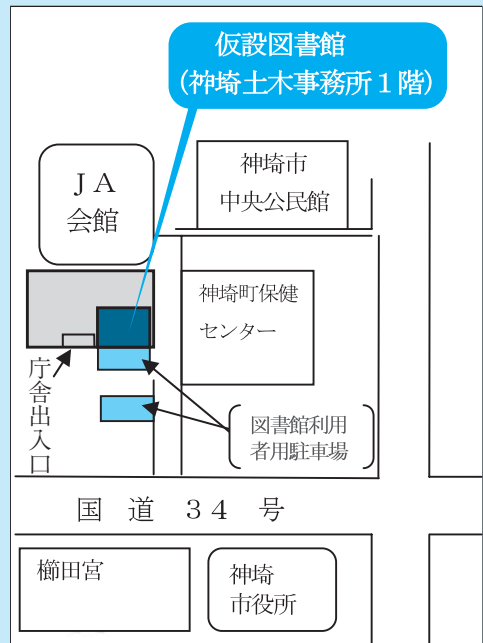 仮設図書館
(神埼土木事務所１階)
ＪＡ
会館
神埼市
中央公民館
神埼町保健
センター
庁舎出入口
図書館利用
者用駐車場
国　道　３４　号
櫛田宮
神埼
市役所